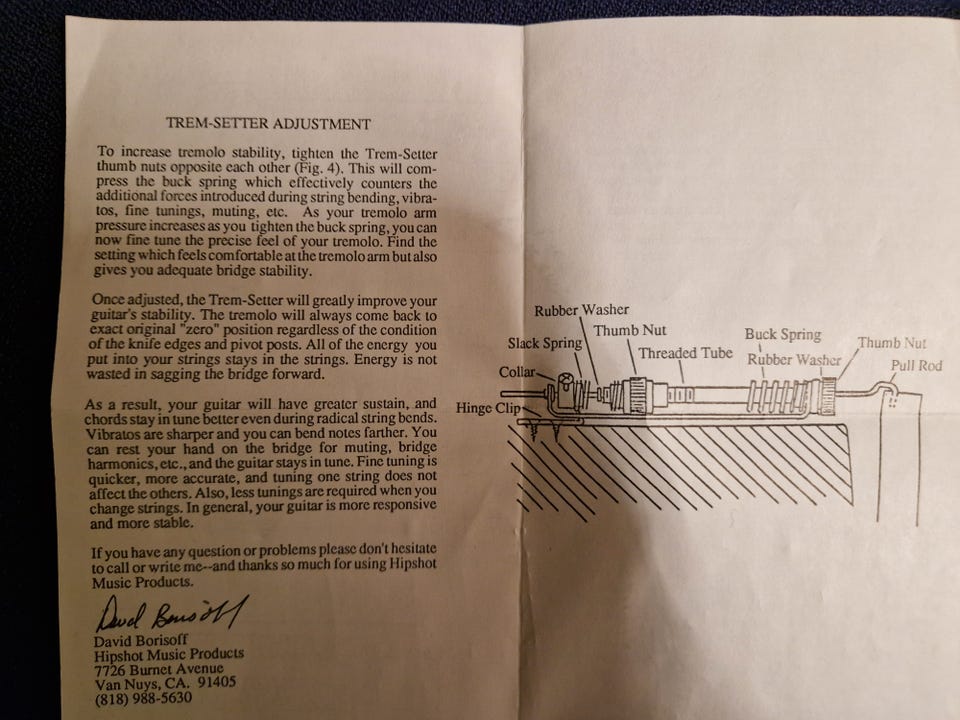 TREM-SETTER ADJUSTMENT
To increase tremolo stability, tighten the Trem-Setter
thumb nuts opposite each other (Fig. 4). This will com-
press the buck spring which effectively counters the
additional forces introduced during string bending, vibra-
tos, fine tunings, muting, etc. As your tremolo arm
pressure increases as you tighten the buck spring, you can
now fine tune the precise feel of your tremolo. Find the
setting which feels comfortable at the tremolo arm but also
gives you adequate bridge stability.
Once adjusted, the Trem-Setter will greatly improve your
guitar's stability. The tremolo will always come back to
exact original "zero" position regardless of the condition
of the knife edges and pivot posts. All of the energy you
put into your strings stays in the strings. Energy is not
wasted in sagging the bridge forward.
As a result, your guitar will have greater sustain, and
chords stay in tune better even during radical string bends.
Vibratos are sharper and you can bend notes farther. You
can rest your hand on the bridge for muting, bridge
harmonics, etc., and the guitar stays in tune. Fine tuning is
quicker, more accurate, and tuning one string does not
affect the others. Also, less tunings are required when you
change strings. In general, your guitar is more responsive
and more stable.
If you have any question or problems please don't hesitate
to call or write me--and thanks so much for using Hipshot
Music Products.
David Borisoff
David Borisoff
Hipshot Music Products
7726 Burnet Avenue
Van Nuys, CA. 91405
(818) 988-5630
Rubber Washer
Thumb Nut
Slack Spring
Threaded Tube
Collar
Hinge Clip
Buck Spring
Rubber Washer
Thumb Nut
Pull Rod